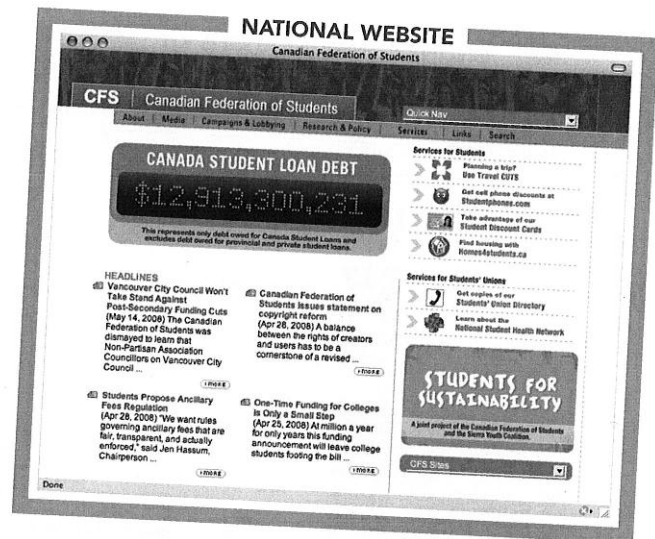 NATIONAL WEBSITE
Canadian Federation of Students
CFS | Canadian Federation of Students
Quick Nav
About | Media | Campaigns & Lobbying | Research & Policy | Services | Links | Search
CANADA STUDENT LOAN DEBT
$12,913,300,231
This represents only debt owed for Canada Student Loans and
excludes debt owed for provincial and private student loans.
HEADLINES
Vancouver City Council Won't
Take Stand Against
Post-Secondary Funding Cuts
(May 14, 2008) The Canadian
Federation of Students was
dismayed to learn that
Non-Partisan Association
Councillors on Vancouver City
Council ...
more
Canadian Federation of
Students issues statement on
copyright reform
(Apr 28, 2008) A balance
between the rights of creators
and users has to be a
cornerstone of a revised ...
more
Students Propose Ancillary
Fees Regulation
(Apr 28, 2008) "We want rules
governing ancillary fees that are
fair, transparent, and actually
enforced," said Jen Hassum,
Chairperson ...
more
One-Time Funding for Colleges
is Only a Small Step
(Apr 25, 2008) At million a year
for only years this funding
announcement will leave college
students footing the bill ...
more
Services for Students
Planning a trip?
Use Travel CUTS
Get cell phone discounts at
Studentphones.com
Take advantage of our
Student Discount Cards
Find housing with
Homes4students.ca
Services for Students' Unions
Get copies of our
Students' Union Directory
Learn about the
National Student Health Network
STUDENTS FOR
SUSTAINABILITY
A joint project of the Canadian Federation of Students
and the Sierra Youth Coalition.
CFS Sites
Done